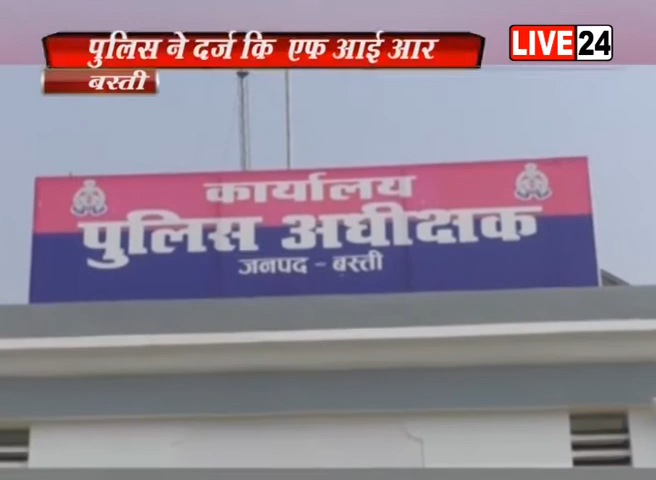 पुलिस ने दर्ज कि एफ आई आर
LIVE24
बस्ती
कार्यालय
पुलिस अधीक्षक
जनपद - बस्ती